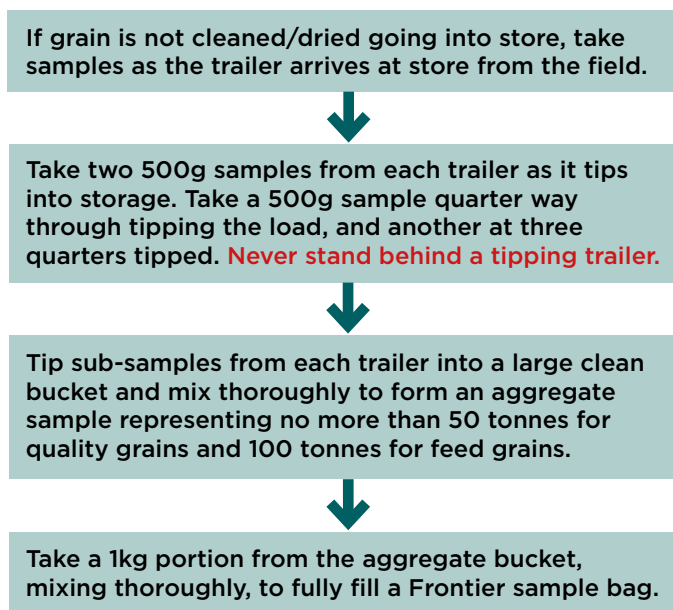 If grain is not cleaned/dried going into store, take
samples as the trailer arrives at store from the field.
Take two 500g samples from each trailer as it tips
into storage. Take a 500g sample quarter way
through tipping the load, and another at three
quarters tipped. Never stand behind a tipping trailer.
Tip sub-samples from each trailer into a large clean
bucket and mix thoroughly to form an aggregate
sample representing no more than 50 tonnes for
quality grains and 100 tonnes for feed grains.
Take a 1kg portion from the aggregate bucket,
mixing thoroughly, to fully fill a Frontier sample bag.